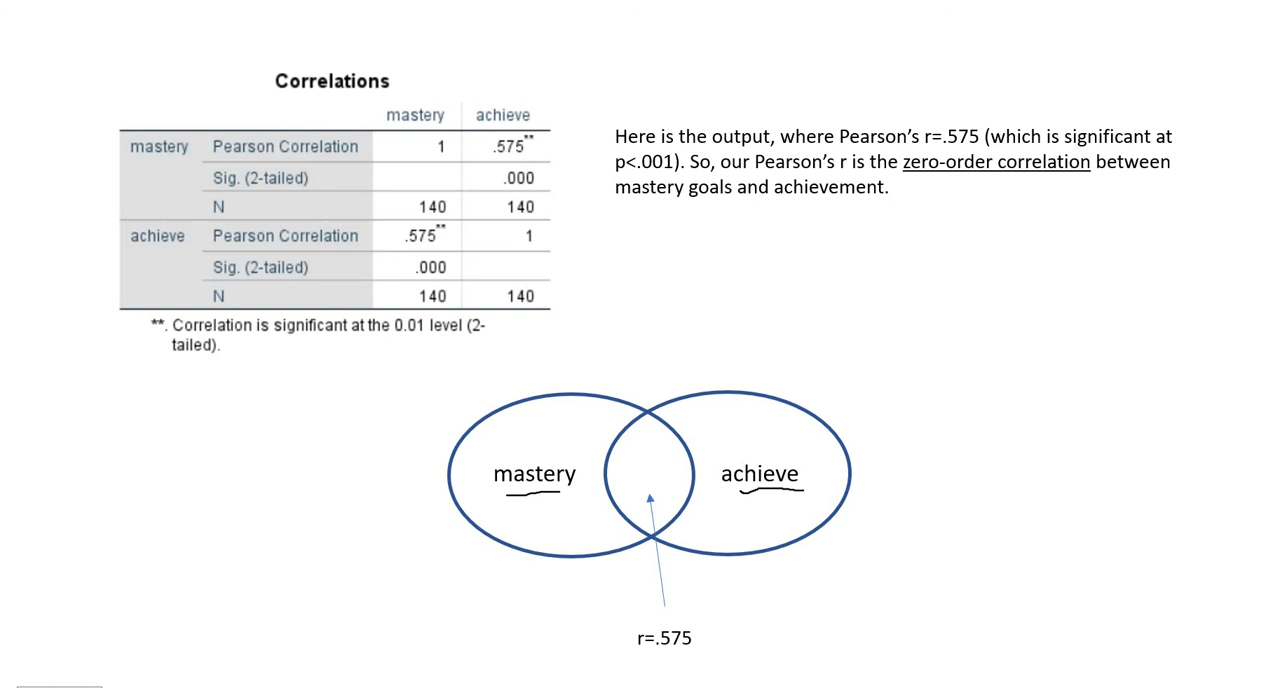 Correlations
mastery achieve
mastery Pearson Correlation 1 .575**
Sig. (2-tailed) .000
N 140 140
achieve Pearson Correlation .575** 1
Sig. (2-tailed) .000
N 140 140
**. Correlation is significant at the 0.01 level (2-
tailed).
Here is the output, where Pearson’s r=.575 (which is significant at
p<.001). So, our Pearson’s r is the zero-order correlation between
mastery goals and achievement.
mastery
achieve
r=.575